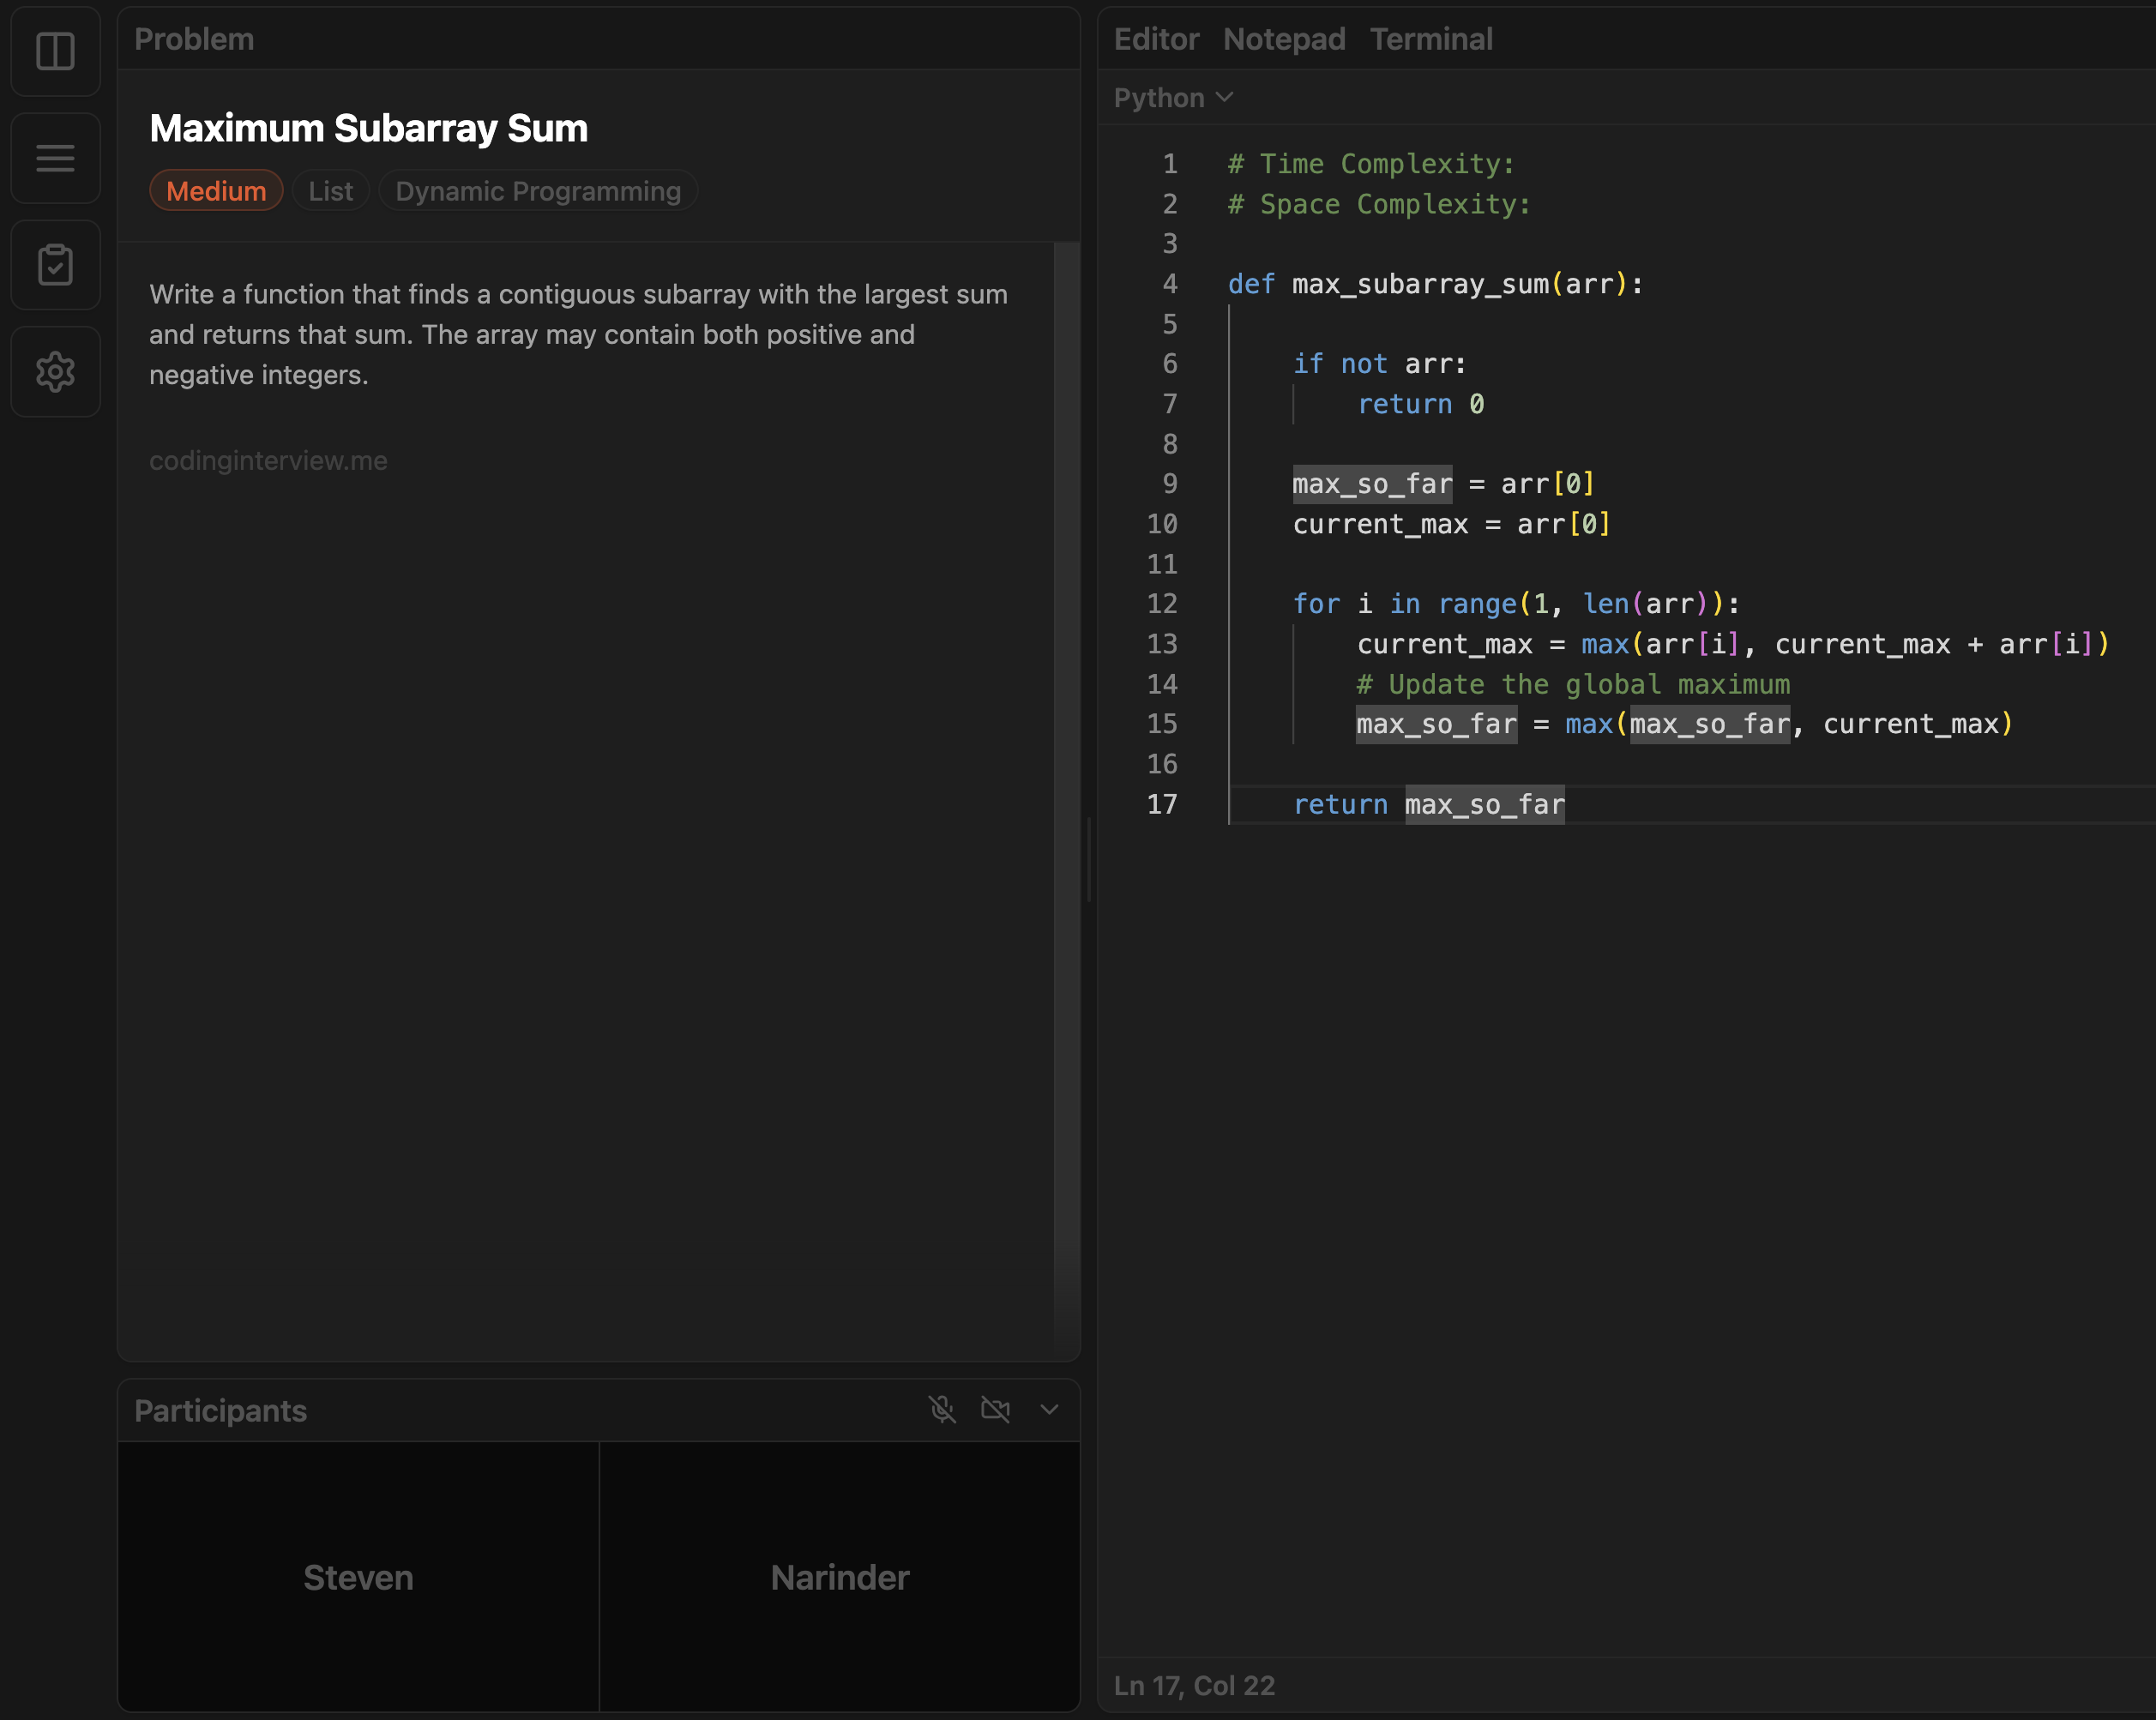 Problem
Maximum Subarray Sum
Medium List Dynamic Programming
Write a function that finds a contiguous subarray with the largest sum
and returns that sum. The array may contain both positive and
negative integers.
codinginterview.me
Participants
Steven
Narinder
Editor Notepad Terminal
Python
1 # Time Complexity:
2 # Space Complexity:
3
4 def max_subarray_sum(arr):
5
6     if not arr:
7         return 0
8
9     max_so_far = arr[0]
10     current_max = arr[0]
11
12     for i in range(1, len(arr)):
13         current_max = max(arr[i], current_max + arr[i])
14         # Update the global maximum
15         max_so_far = max(max_so_far, current_max)
16
17     return max_so_far
Ln 17, Col 22